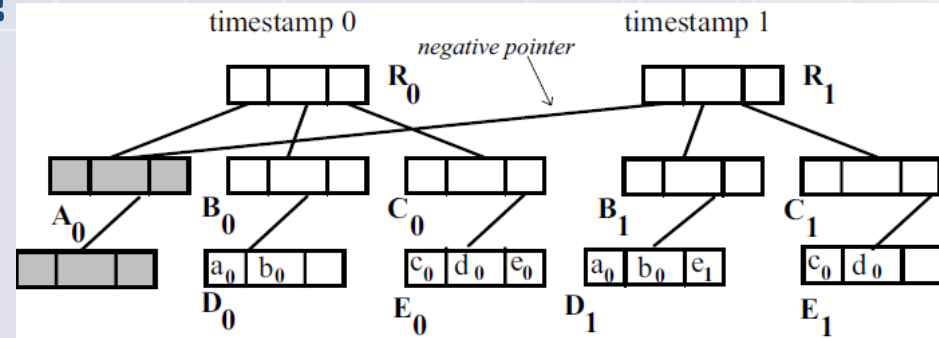 timestamp 0 timestamp 1
negative pointer
R0 R1
A0 B0 C0 B1 C1
a0 b0 c0 d0 e0 a0 b0 e1 c0 d0
D0 E0 D1 E1